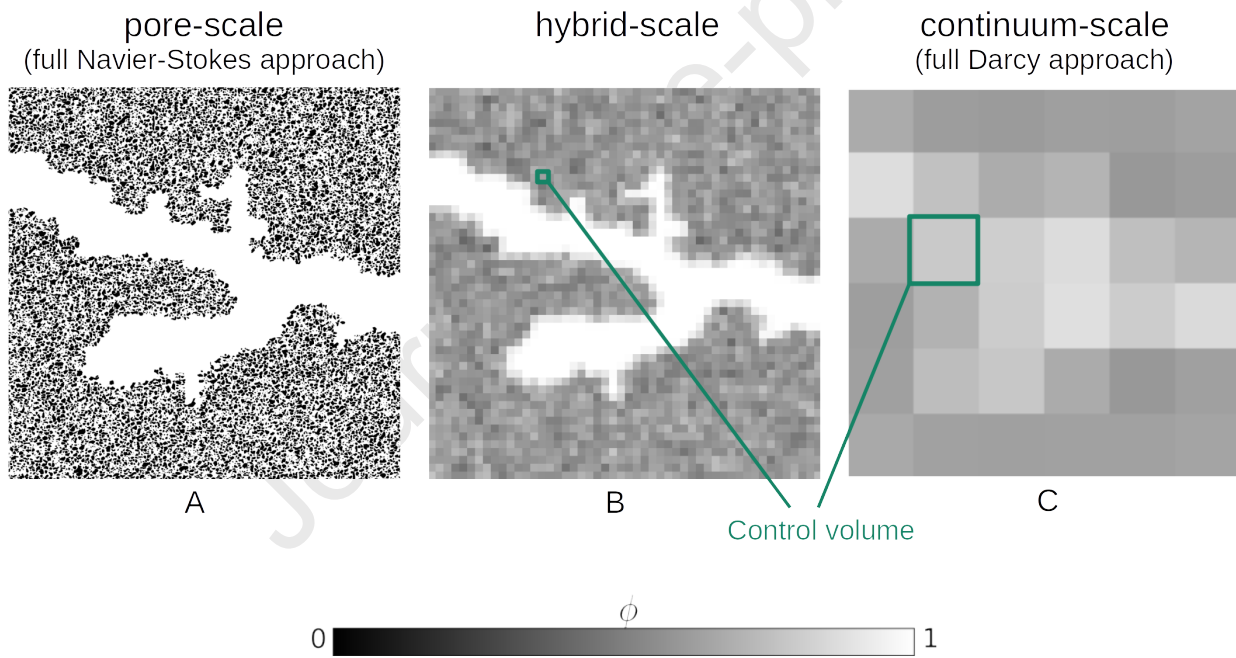 pore-scale
(full Navier-Stokes approach)
hybrid-scale
continuum-scale
(full Darcy approach)
A
B
C
Control volume
ϕ
0
1